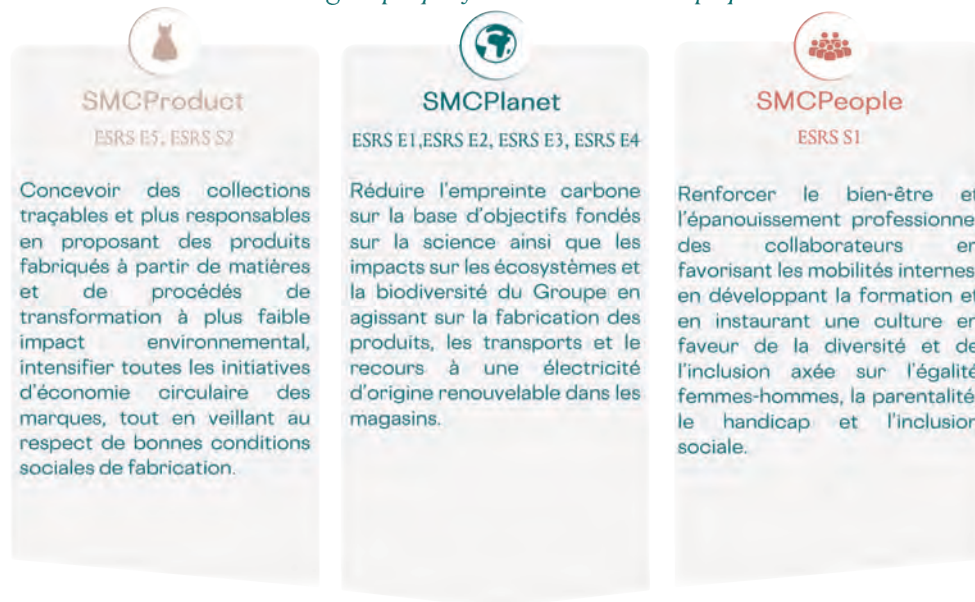 SMCProduct
ESRS E5, ESRS S2
Concevoir des collections
traçables et plus responsables
en proposant des produits
fabriqués à partir de matières
et de procédés de
transformation à plus faible
impact environnemental,
intensifier toutes les initiatives
d'économie circulaire des
marques, tout en veillant au
respect de bonnes conditions
sociales de fabrication.
SMCPlanet
ESRS E1,ESRS E2, ESRS E3, ESRS E4
Réduire l'empreinte carbone
sur la base d'objectifs fondés
sur la science ainsi que les
impacts sur les écosystèmes et
la biodiversité du Groupe en
agissant sur la fabrication des
produits, les transports et le
recours à une électricité
d'origine renouvelable dans les
magasins.
SMCPeople
ESRS S1
Renforcer le bien-être et
l'épanouissement professionnel
des collaborateurs en
favorisant les mobilités internes
en développant la formation et
en instaurant une culture en
faveur de la diversité et de
l'inclusion axée sur l'égalité
femmes-hommes, la parentalité
le handicap et l'inclusion
sociale.